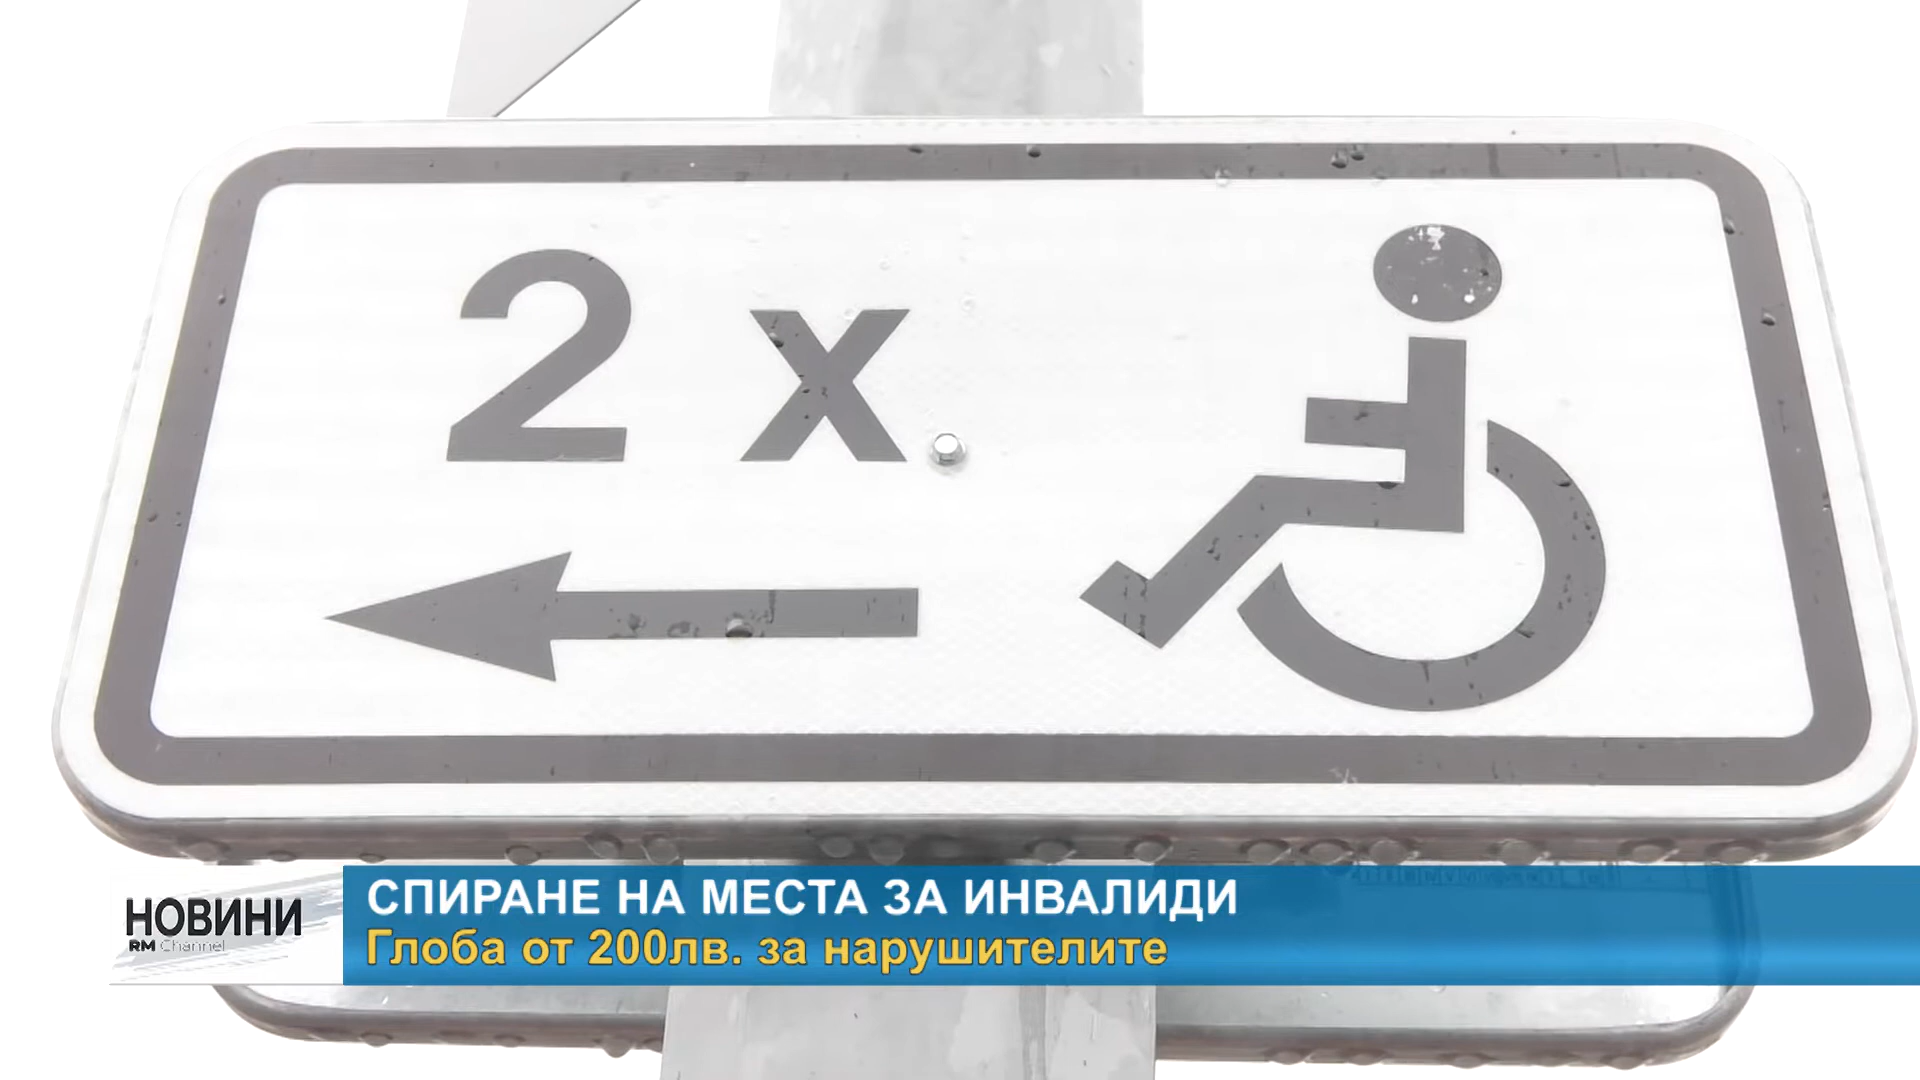 2 x
НОВИНИ
RM Channel
СПИРАНЕ НА МЕСТА ЗА ИНВАЛИДИ
Глоба от 200лв. за нарушителите